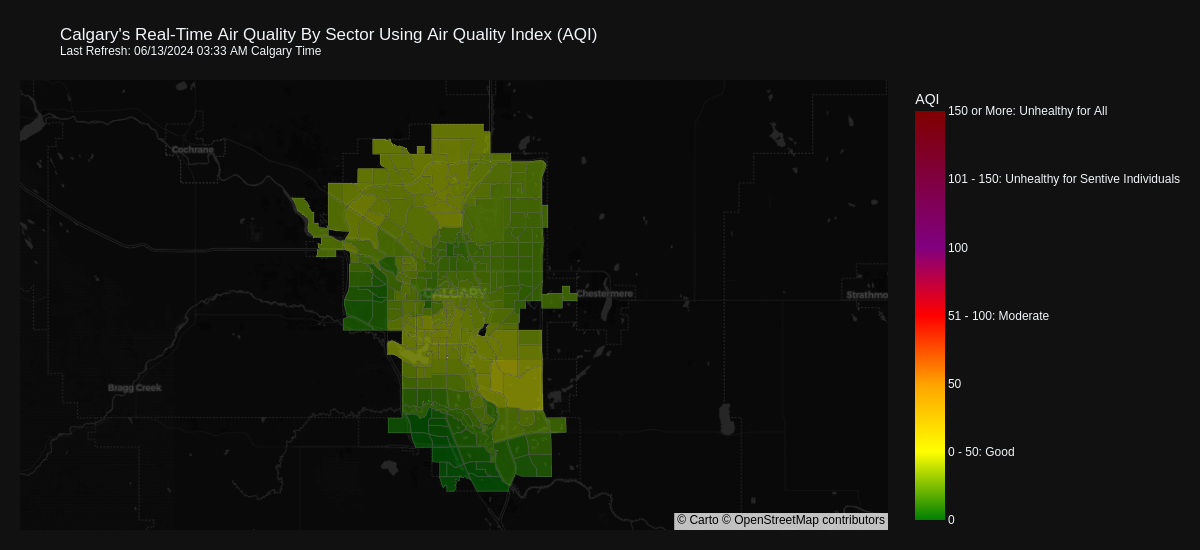 Calgary's Real-Time Air Quality By Sector Using Air Quality Index (AQI)
Last Refresh: 06/13/2024 03:33 AM Calgary Time
AQI
150 or More: Unhealthy for All
101 - 150: Unhealthy for Sentive Individuals
100
51 - 100: Moderate
50
0 - 50: Good
0
Cochrane
CALGARY
Chestermere
Strathmo
Bragg Creek
© Carto © OpenStreetMap contributors